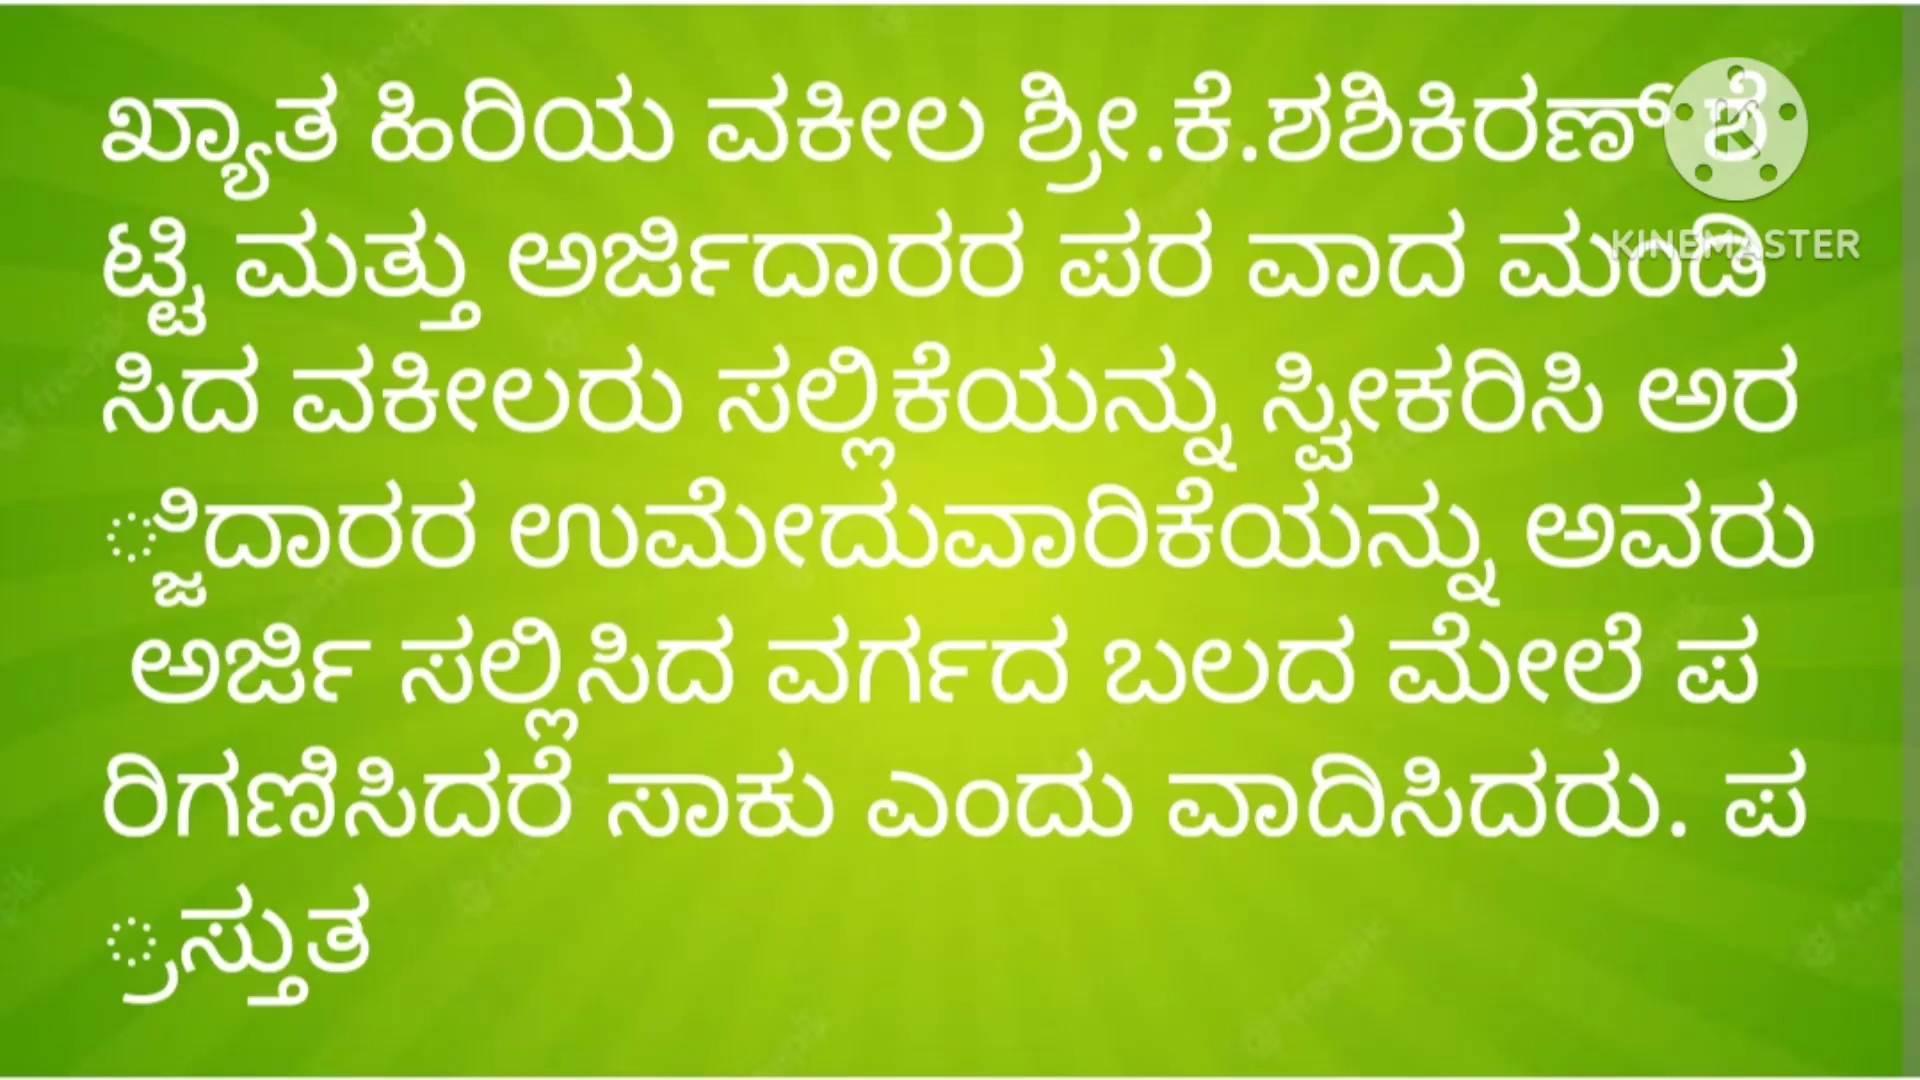 ಖ್ಯಾತ ಹಿರಿಯ ವಕೀಲ ಶ್ರೀ.ಕೆ.ಶಶಿಕಿರಣ್ ಶೆ
ಟ್ಟಿ ಮತ್ತು ಅರ್ಜಿದಾರರ ಪರ ವಾದ ಮಂಡಿ
KINEMASTER
ಸಿದ ವಕೀಲರು ಸಲ್ಲಿಕೆಯನ್ನು ಸ್ವೀಕರಿಸಿ ಅರ
್ಜಿದಾರರ ಉಮೇದುವಾರಿಕೆಯನ್ನು ಅವರು
ಅರ್ಜಿ ಸಲ್ಲಿಸಿದ ವರ್ಗದ ಬಲದ ಮೇಲೆ ಪ
ರಿಗಣಿಸಿದರೆ ಸಾಕು ಎಂದು ವಾದಿಸಿದರು. ಪ
್ರಸ್ತುತ